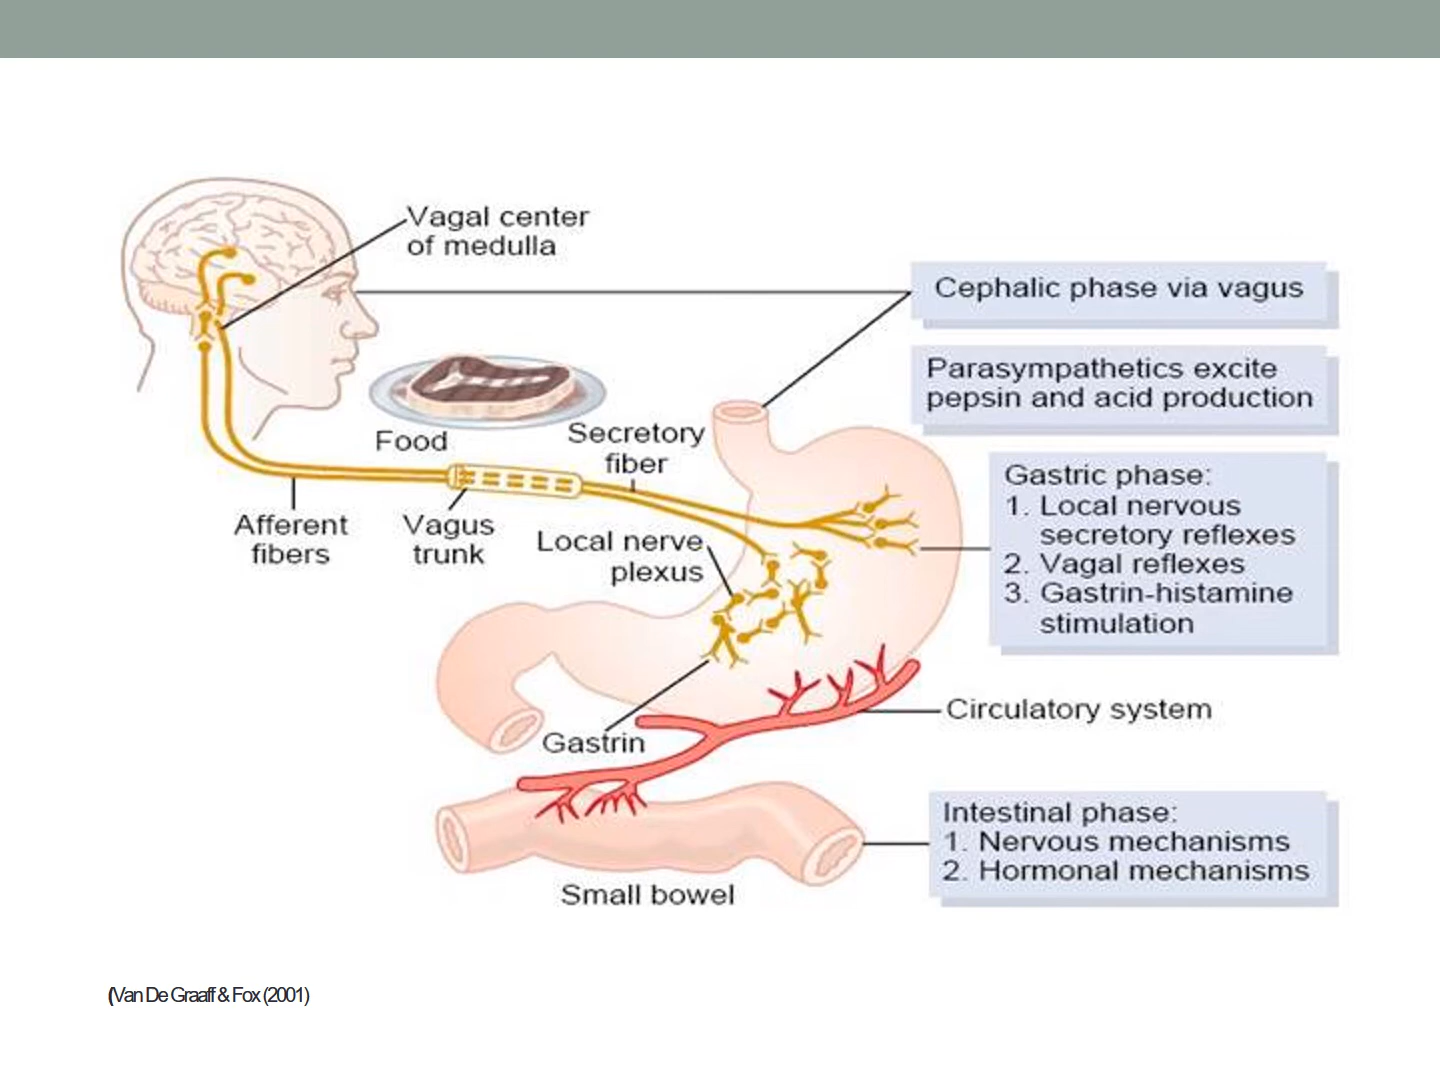 Vagal center
of medulla
Cephalic phase via vagus
Parasympathetics excite
pepsin and acid production
Food
Secretory
fiber
Gastric phase:
1. Local nervous
secretory reflexes
2. Vagal reflexes
3. Gastrin-histamine
stimulation
Afferent
fibers
Vagus
trunk
Local nerve
plexus
Circulatory system
Gastrin
Intestinal phase:
1. Nervous mechanisms
2. Hormonal mechanisms
Small bowel
(Van De Graaff & Fox (2001)